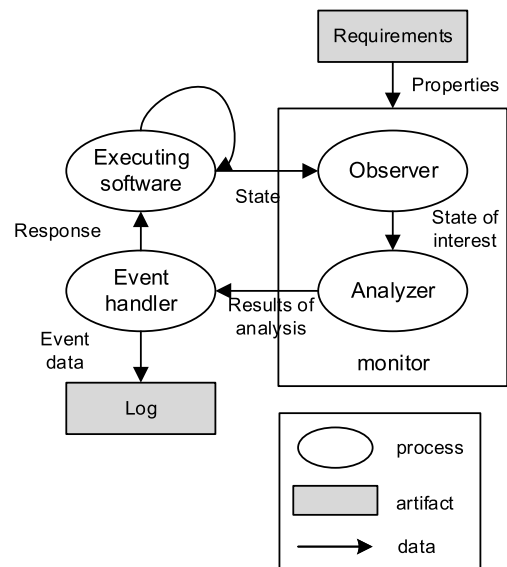 Requirements
Properties
Executing
software
State
Observer
State of
interest
Response
Event
handler
Results of
analysis
Analyzer
monitor
Event
data
Log
process
artifact
data